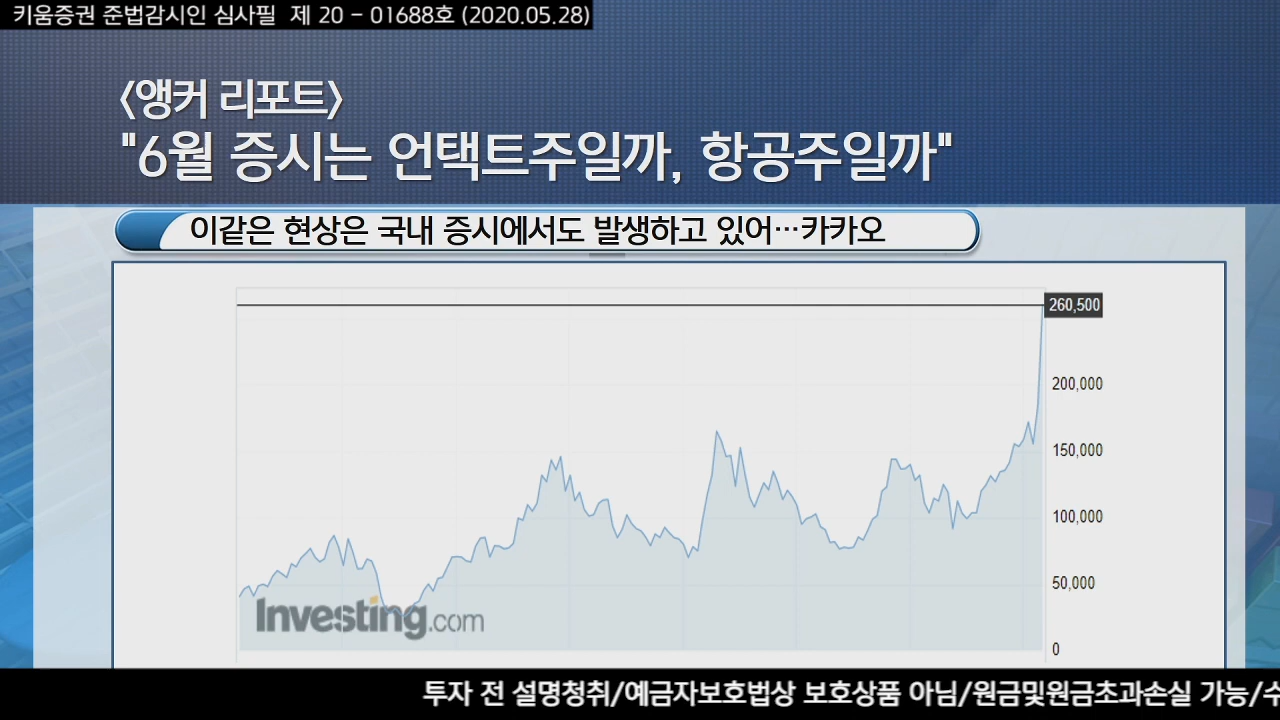 키움증권 준법감시인 심사필 제 20 - 01688호 (2020.05.28)
<앵커 리포트>
"6월 증시는 언택트주일까, 항공주일까"
이같은 현상은 국내 증시에서도 발생하고 있어…카카오
260,500
200,000
150,000
100,000
50,000
0
Investing.com
투자 전 설명청취/예금자보호법상 보호상품 아님/원금및원금초과손실 가능/수